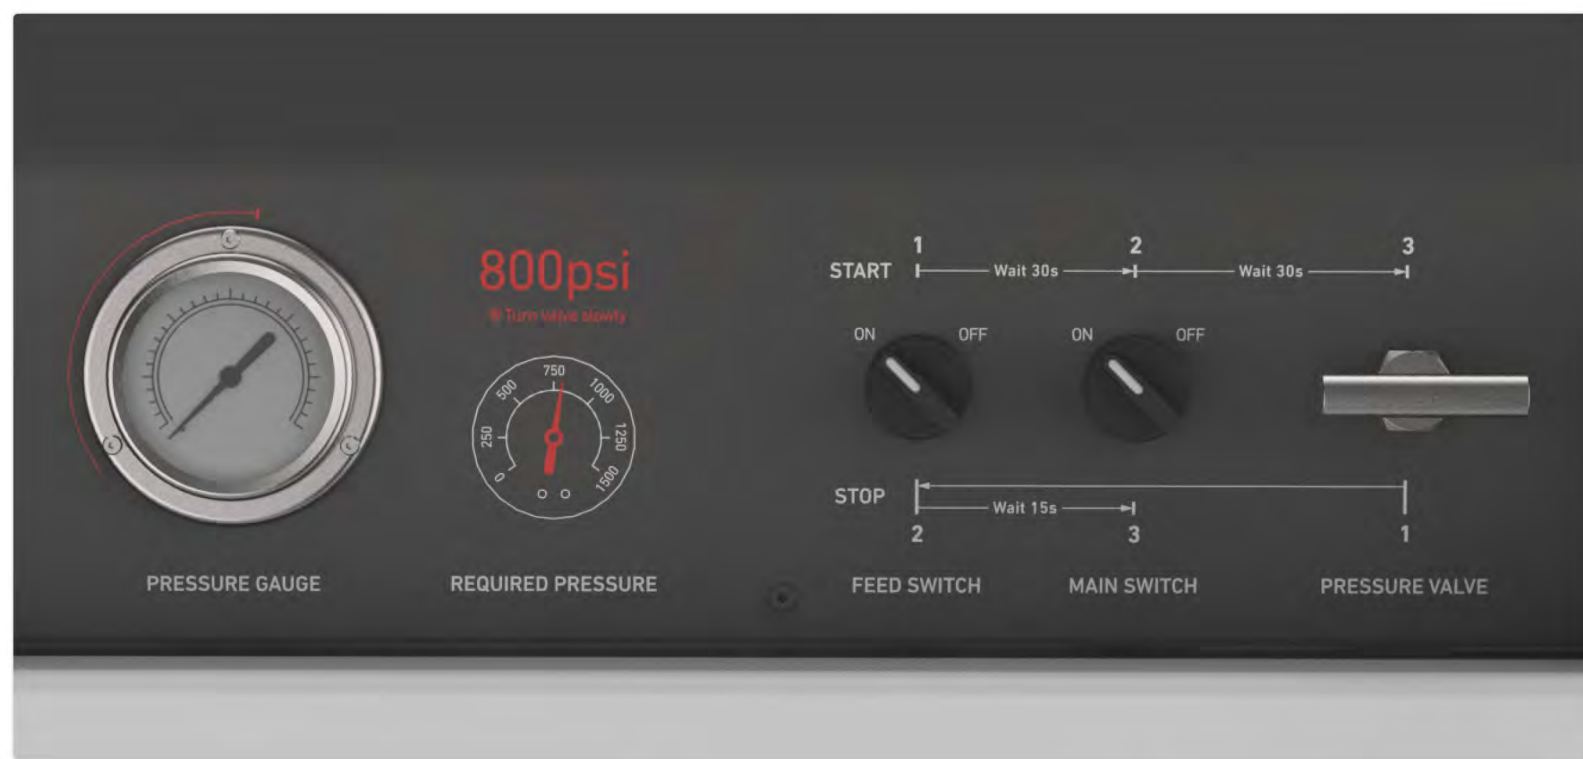 800psi
※ Turn valve slowly
0 250 500 750 1000 1250 1500
PRESSURE GAUGE
REQUIRED PRESSURE
1 2 3
START Wait 30s Wait 30s
ON OFF ON OFF
STOP Wait 15s
2 3 1
FEED SWITCH MAIN SWITCH PRESSURE VALVE